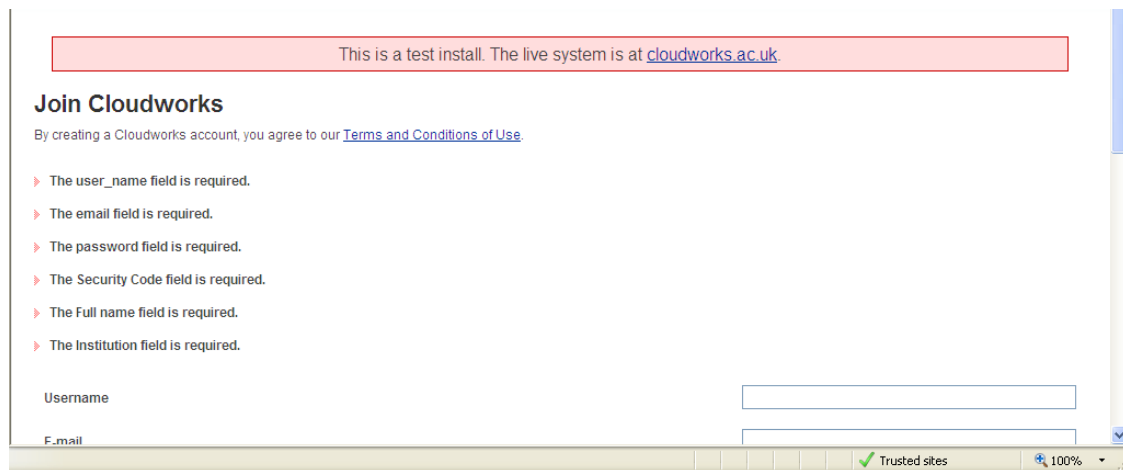 This is a test install. The live system is at cloudworks.ac.uk.
Join Cloudworks
By creating a Cloudworks account, you agree to our Terms and Conditions of Use.
The user_name field is required.
The email field is required.
The password field is required.
The Security Code field is required.
The Full name field is required.
The Institution field is required.
Username
E-mail
Trusted sites
100%